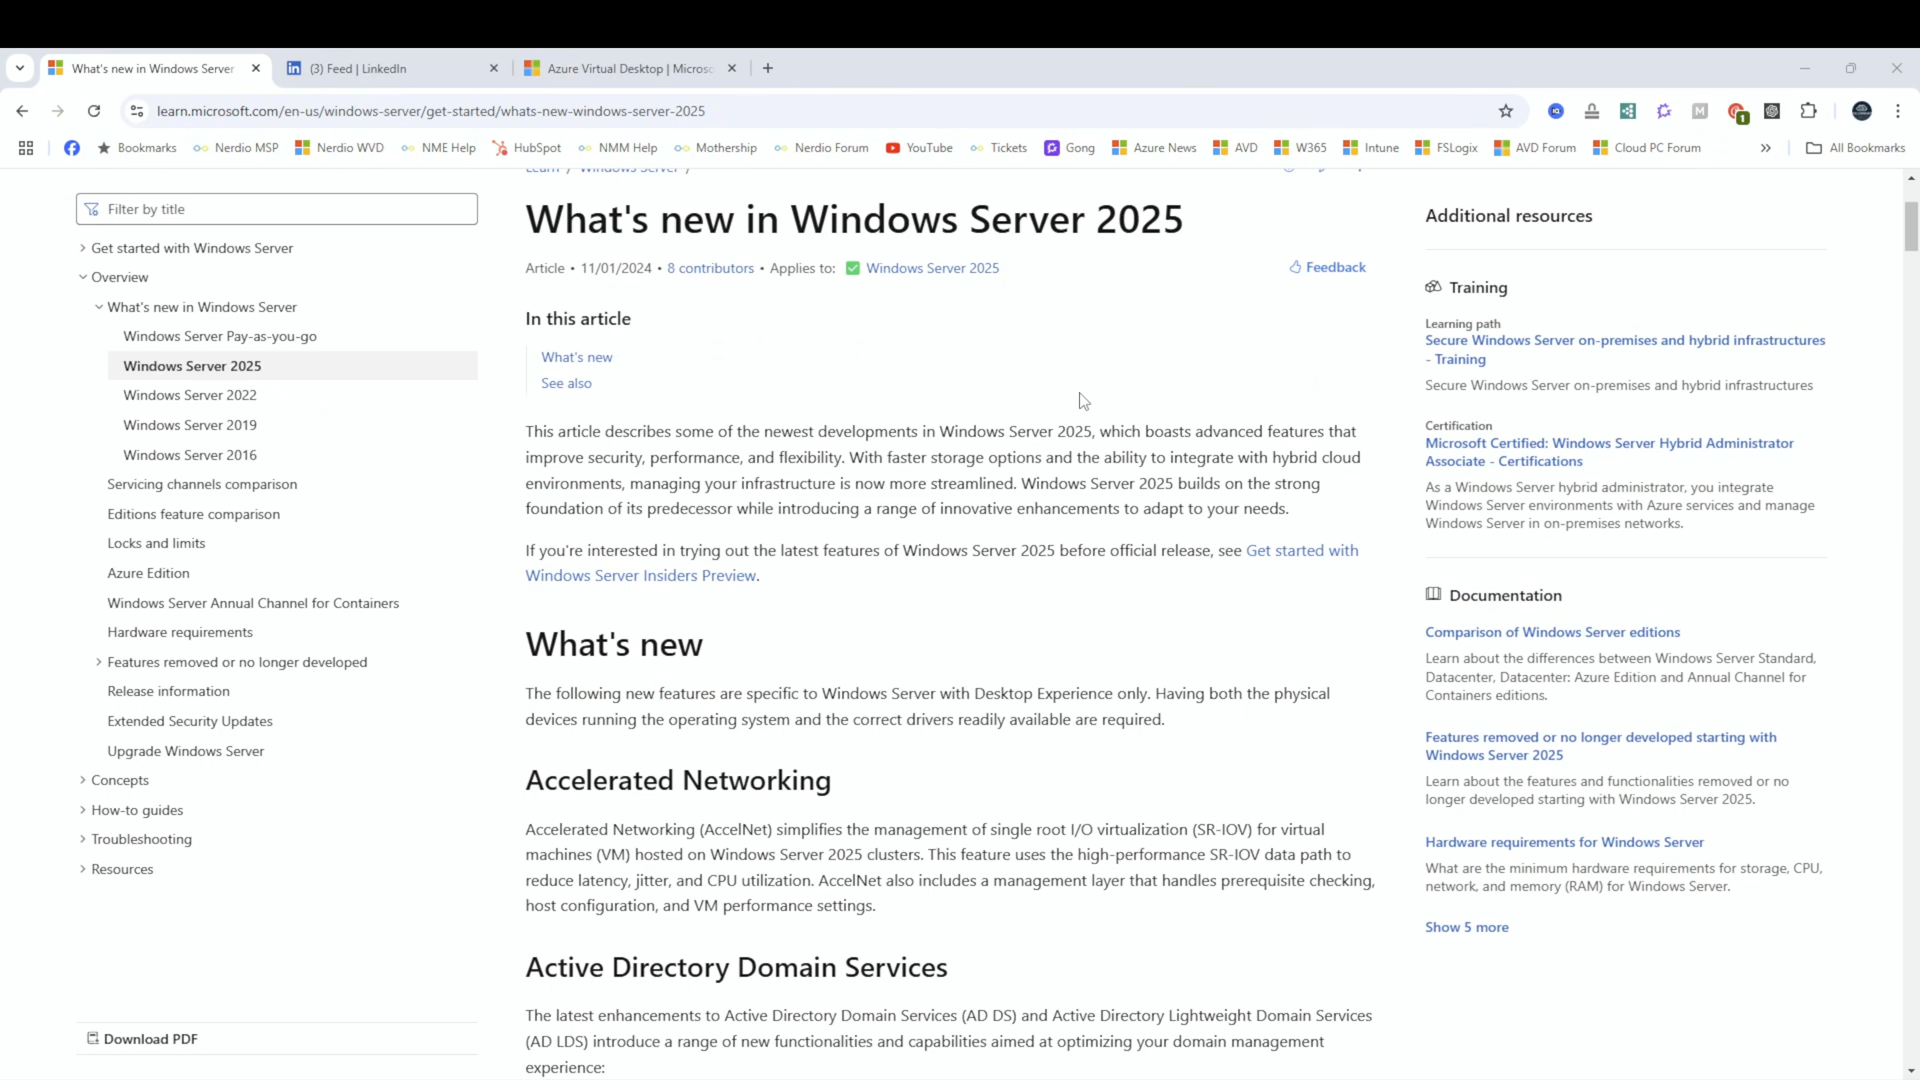 What's new in Windows Server
(3) Feed | LinkedIn
Azure Virtual Desktop | Microso
learn.microsoft.com/en-us/windows-server/get-started/whats-new-windows-server-2025
1
Bookmarks
Nerdio MSP
Nerdio WVD
NME Help
HubSpot
NMM Help
Mothership
Nerdio Forum
YouTube
Tickets
Gong
Azure News
AVD
W365
Intune
FSLogix
AVD Forum
Cloud PC Forum
All Bookmarks
Filter by title
Get started with Windows Server
Overview
What's new in Windows Server
Windows Server Pay-as-you-go
Windows Server 2025
Windows Server 2022
Windows Server 2019
Windows Server 2016
Servicing channels comparison
Editions feature comparison
Locks and limits
Azure Edition
Windows Server Annual Channel for Containers
Hardware requirements
Features removed or no longer developed
Release information
Extended Security Updates
Upgrade Windows Server
Concepts
How-to guides
Troubleshooting
Resources
Download PDF
Learn / Windows Server /
What's new in Windows Server 2025
Article • 11/01/2024 • 8 contributors • Applies to: ✅ Windows Server 2025
Feedback
In this article
What's new
See also
This article describes some of the newest developments in Windows Server 2025, which boasts advanced features that
improve security, performance, and flexibility. With faster storage options and the ability to integrate with hybrid cloud
environments, managing your infrastructure is now more streamlined. Windows Server 2025 builds on the strong
foundation of its predecessor while introducing a range of innovative enhancements to adapt to your needs.
If you're interested in trying out the latest features of Windows Server 2025 before official release, see Get started with
Windows Server Insiders Preview.
What's new
The following new features are specific to Windows Server with Desktop Experience only. Having both the physical
devices running the operating system and the correct drivers readily available are required.
Accelerated Networking
Accelerated Networking (AccelNet) simplifies the management of single root I/O virtualization (SR-IOV) for virtual
machines (VM) hosted on Windows Server 2025 clusters. This feature uses the high-performance SR-IOV data path to
reduce latency, jitter, and CPU utilization. AccelNet also includes a management layer that handles prerequisite checking,
host configuration, and VM performance settings.
Active Directory Domain Services
The latest enhancements to Active Directory Domain Services (AD DS) and Active Directory Lightweight Domain Services
(AD LDS) introduce a range of new functionalities and capabilities aimed at optimizing your domain management
experience:
Additional resources
Training
Learning path
Secure Windows Server on-premises and hybrid infrastructures
- Training
Secure Windows Server on-premises and hybrid infrastructures
Certification
Microsoft Certified: Windows Server Hybrid Administrator
Associate - Certifications
As a Windows Server hybrid administrator, you integrate
Windows Server environments with Azure services and manage
Windows Server in on-premises networks.
Documentation
Comparison of Windows Server editions
Learn about the differences between Windows Server Standard,
Datacenter, Datacenter: Azure Edition and Annual Channel for
Containers editions.
Features removed or no longer developed starting with
Windows Server 2025
Learn about the features and functionalities removed or no
longer developed starting with Windows Server 2025.
Hardware requirements for Windows Server
What are the minimum hardware requirements for storage, CPU,
network, and memory (RAM) for Windows Server.
Show 5 more